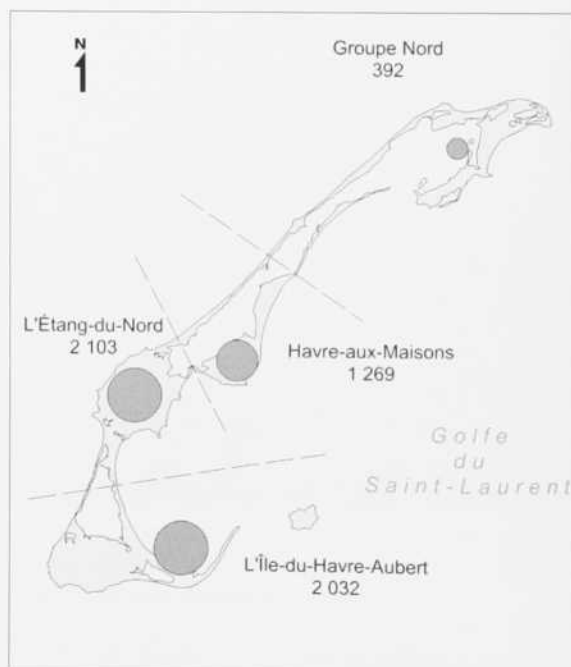 N
Groupe Nord
392
L'Étang-du-Nord
2 103
Havre-aux-Maisons
1 269
Golfe
du
Saint-Laurent
L'Île-du-Havre-Aubert
2 032